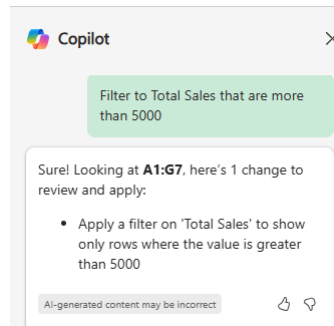 Copilot
Filter to Total Sales that are more
than 5000
Sure! Looking at A1:G7, here's 1 change to
review and apply:
• Apply a filter on 'Total Sales' to show
only rows where the value is greater
than 5000
AI-generated content may be incorrect